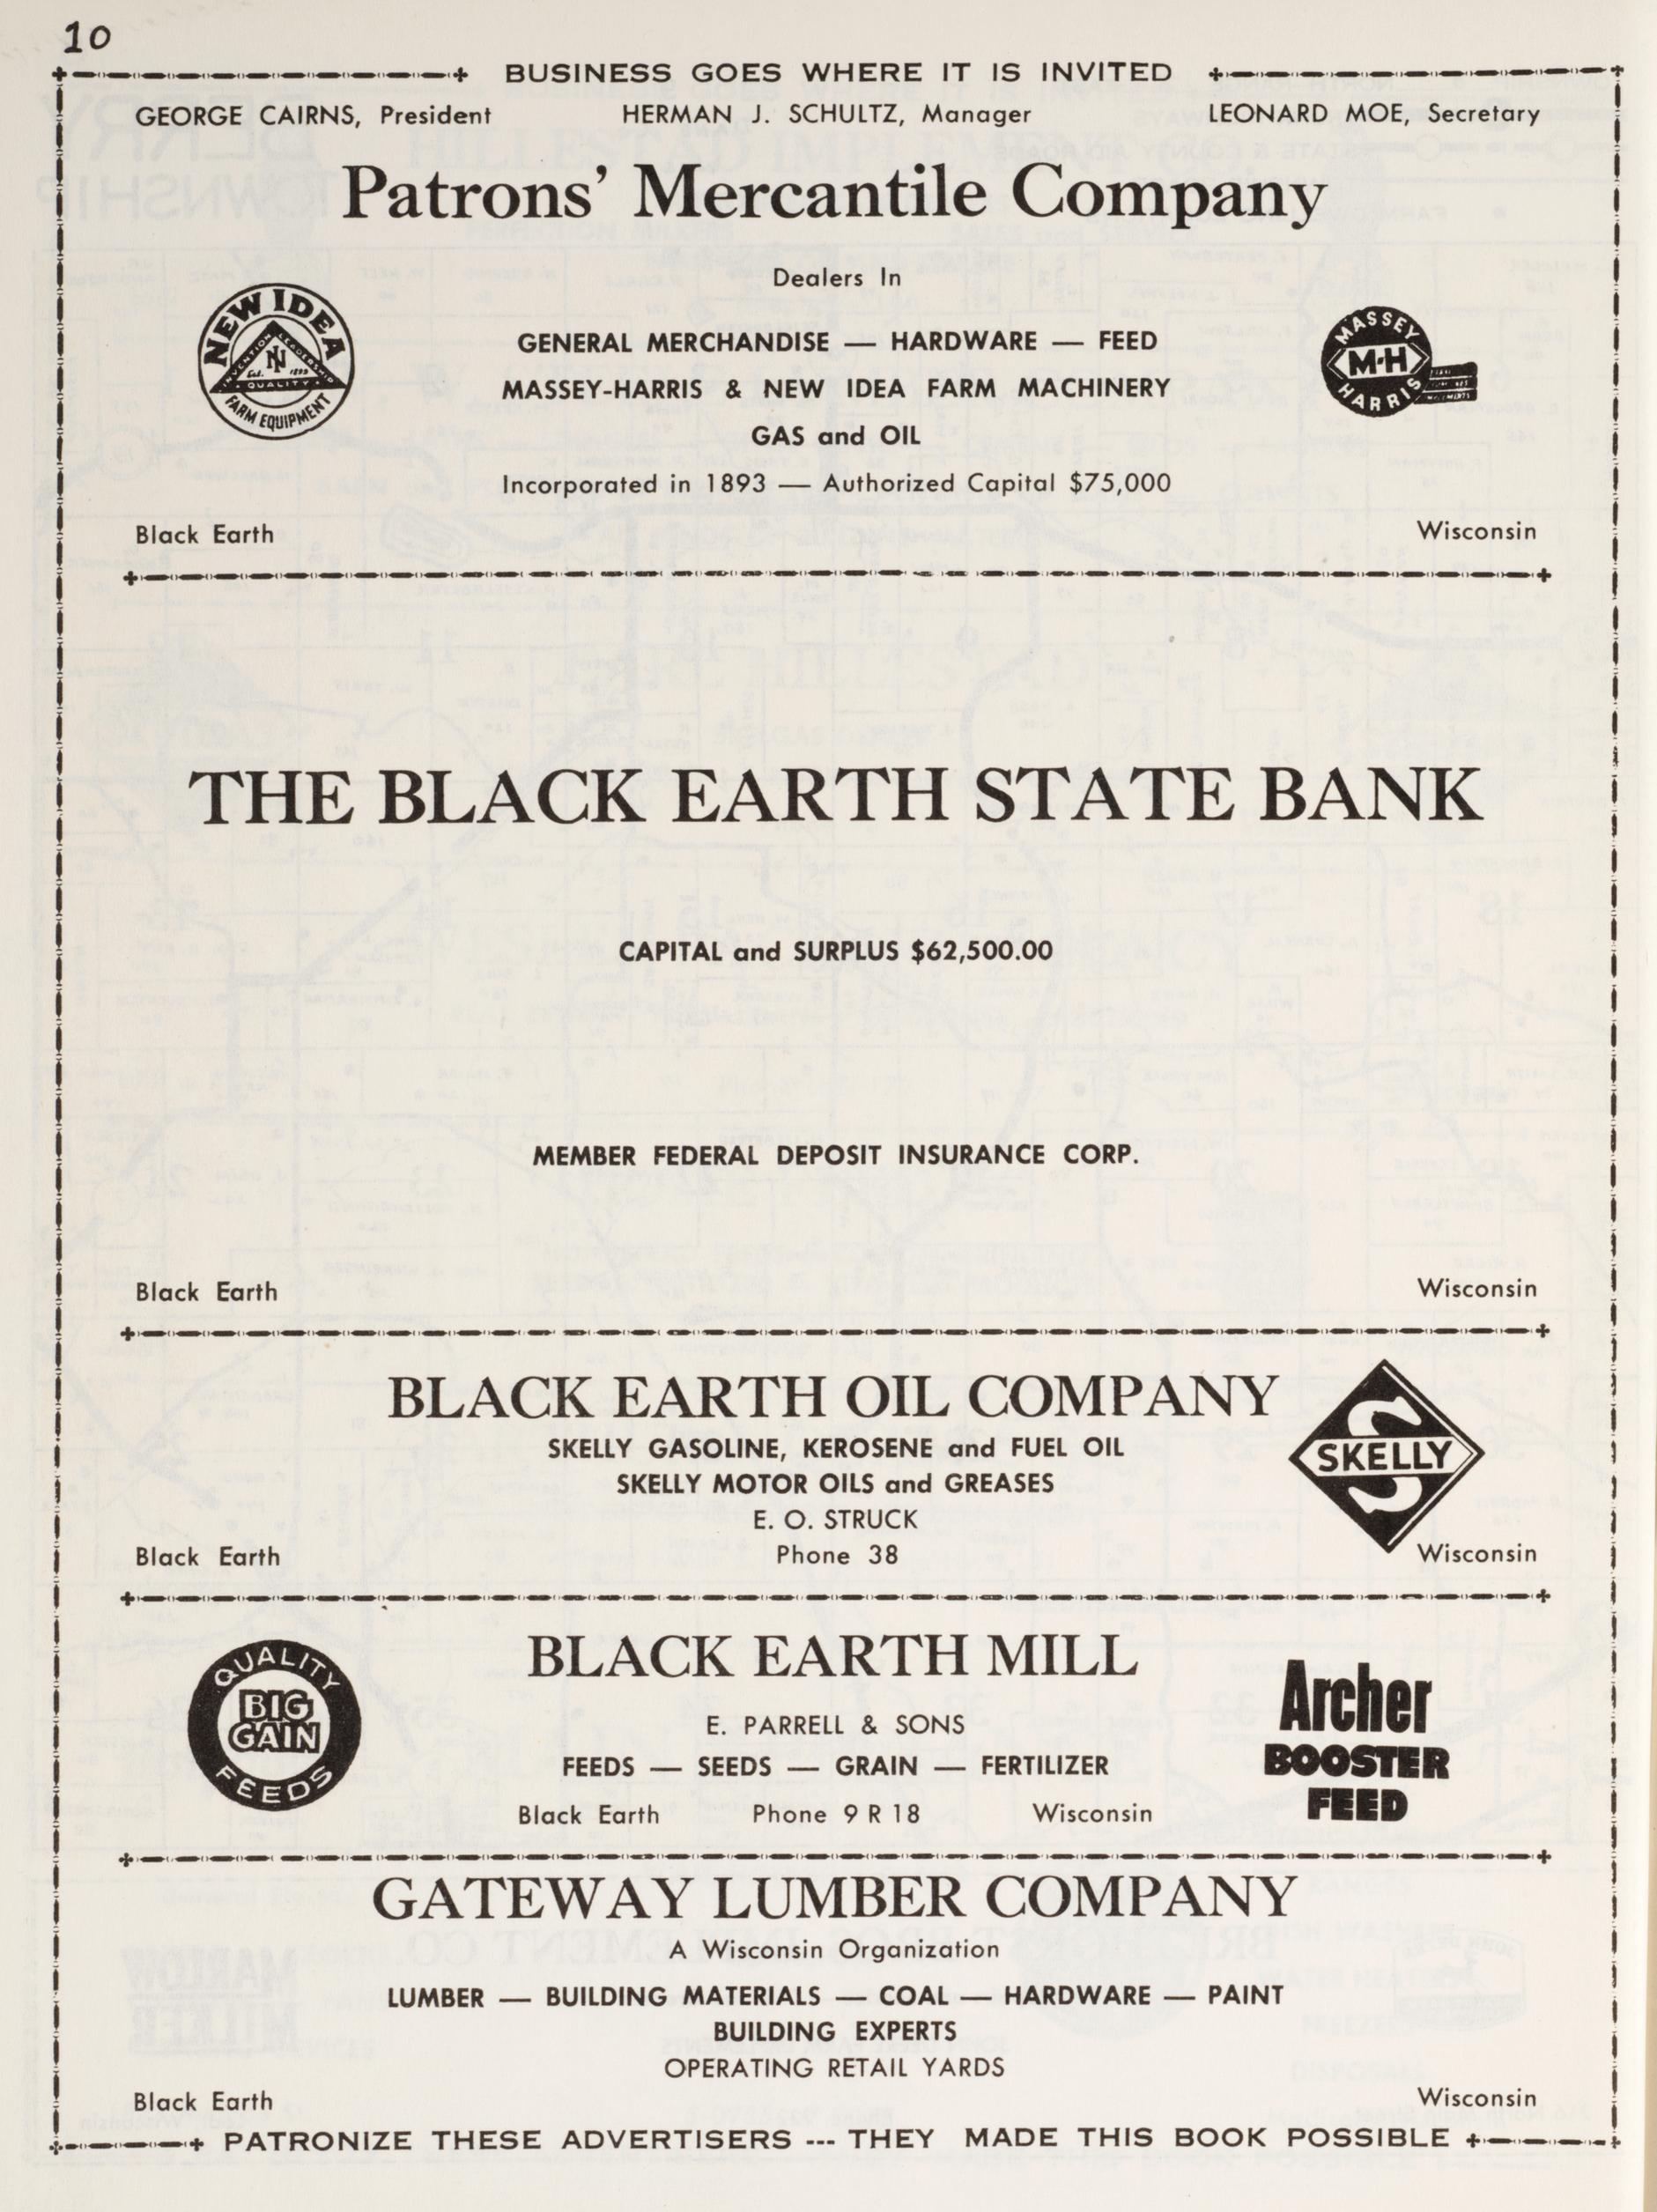 10
BUSINESS GOES WHERE IT IS INVITED
GEORGE CAIRNS, President HERMAN J. SCHULTZ, Manager LEONARD MOE, Secretary
Patrons' Mercantile Company
Dealers In
NEW IDEA
INVENTION LEADERSHIP
NI
Est. 1899
QUALITY
FARM EQUIPMENT
GENERAL MERCHANDISE — HARDWARE — FEED
MASSEY-HARRIS & NEW IDEA FARM MACHINERY
GAS and OIL
MASSEY
M-H
HARRIS
Incorporated in 1893 — Authorized Capital $75,000
Black Earth Wisconsin
THE BLACK EARTH STATE BANK
CAPITAL and SURPLUS $62,500.00
MEMBER FEDERAL DEPOSIT INSURANCE CORP.
Black Earth Wisconsin
BLACK EARTH OIL COMPANY
SKELLY GASOLINE, KEROSENE and FUEL OIL
SKELLY MOTOR OILS and GREASES
E. O. STRUCK
Black Earth Phone 38 Wisconsin
S
SKELLY
QUALITY
BIG
GAIN
FEEDS
BLACK EARTH MILL
E. PARRELL & SONS
FEEDS — SEEDS — GRAIN — FERTILIZER
Black Earth Phone 9 R 18 Wisconsin
Archer
BOOSTER
FEED
GATEWAY LUMBER COMPANY
A Wisconsin Organization
LUMBER — BUILDING MATERIALS — COAL — HARDWARE — PAINT
BUILDING EXPERTS
OPERATING RETAIL YARDS
Black Earth Wisconsin
PATRONIZE THESE ADVERTISERS --- THEY MADE THIS BOOK POSSIBLE